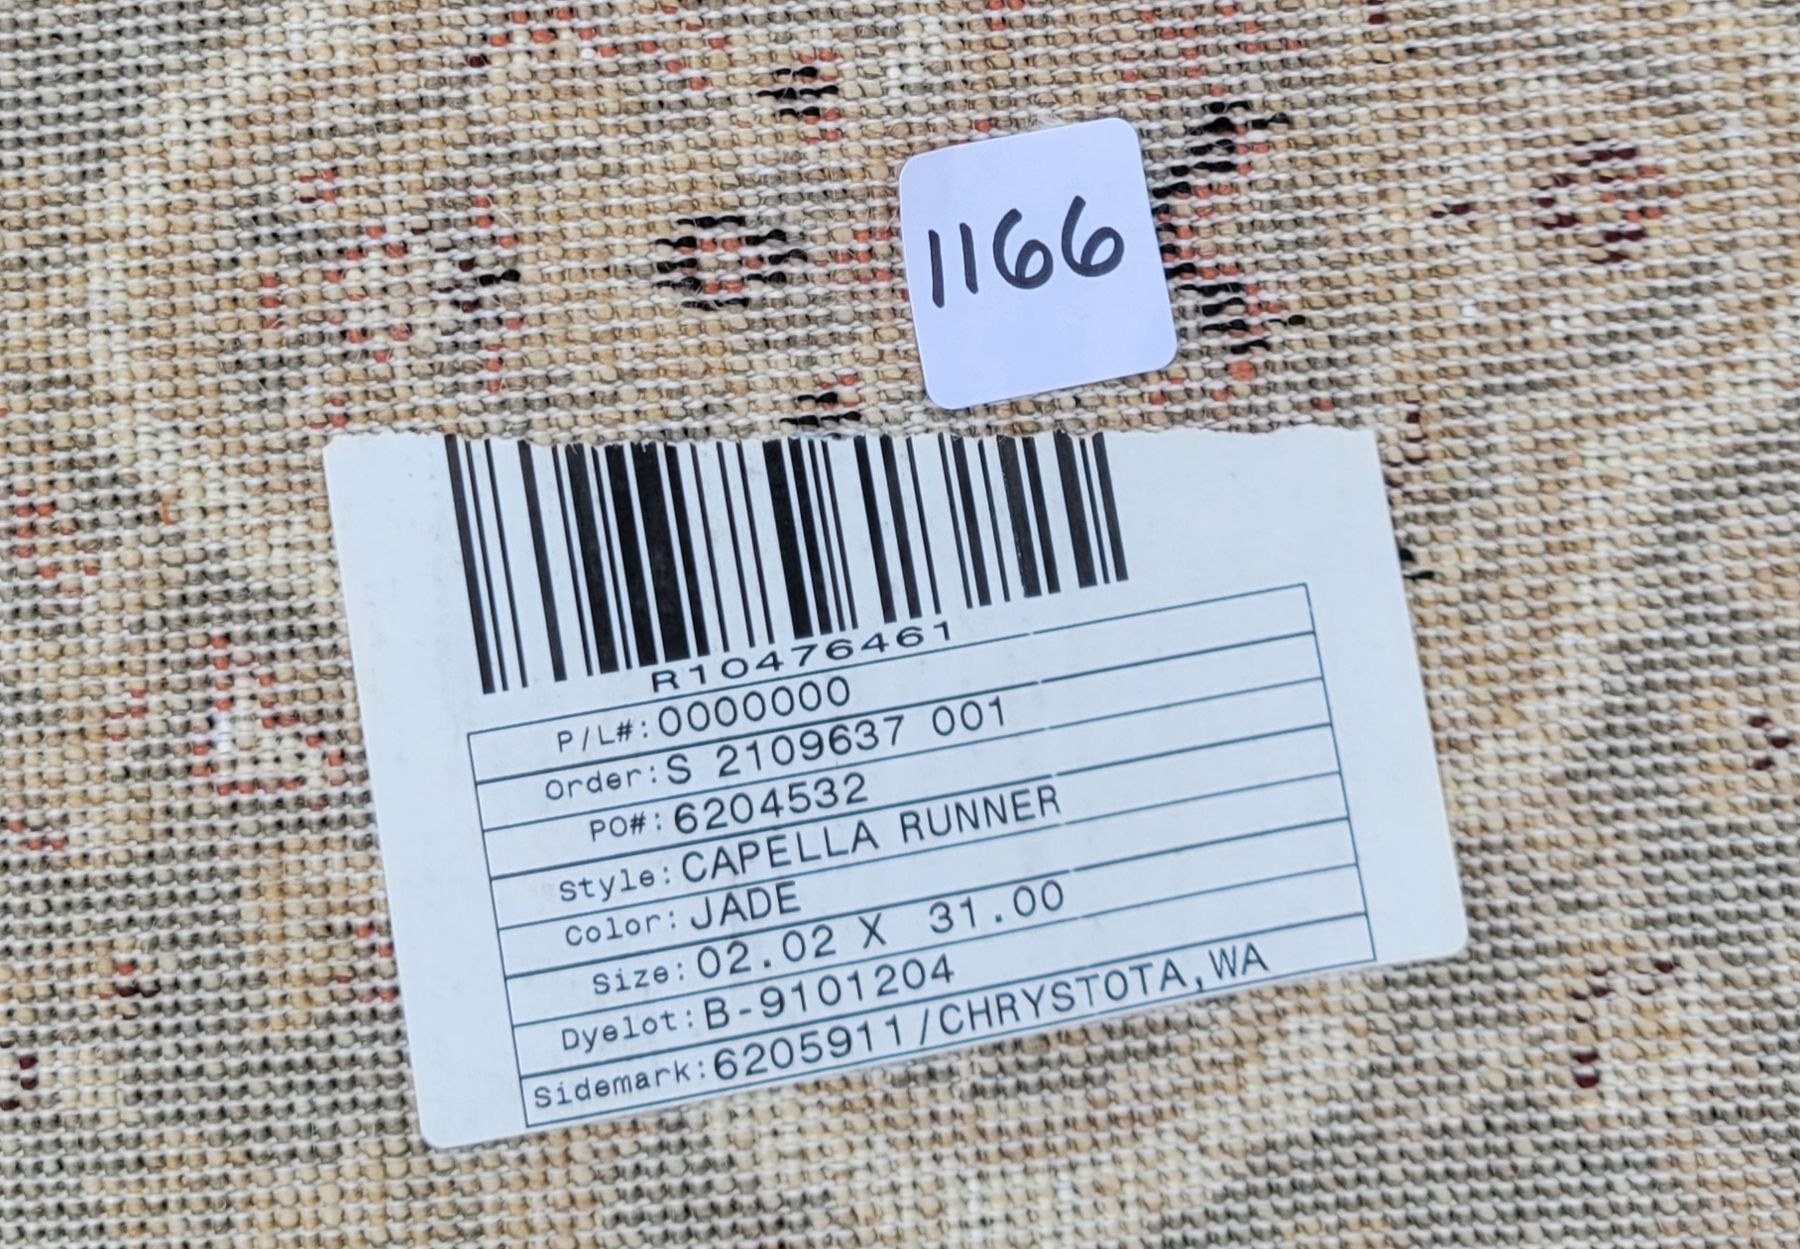 1166
R10476461
P/L#: 0000000
Order: S 2109637 001
PO#: 6204532
Style: CAPELLA RUNNER
Color: JADE
Size: 02.02 X 31.00
Dyelot: B-9101204
Sidemark: 6205911/CHRYSTOTA,WA